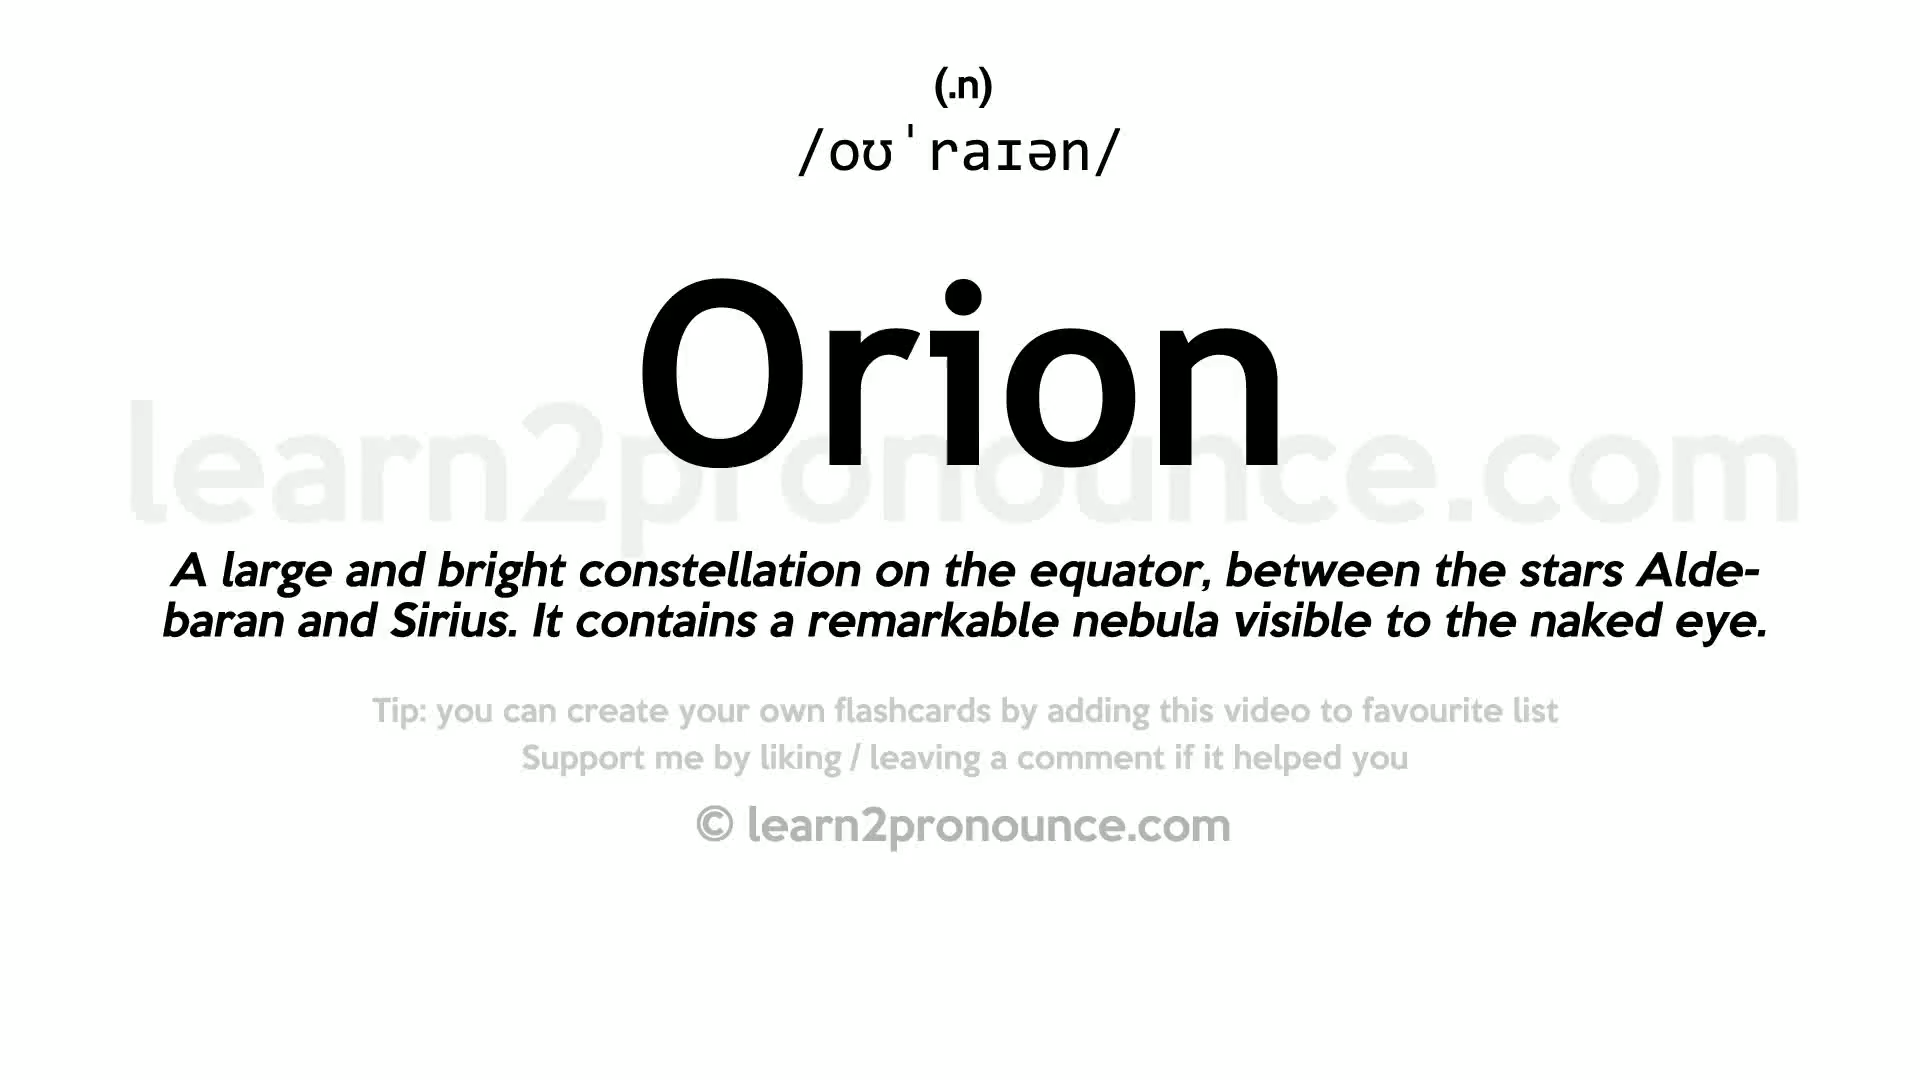 (.n)
/oʊˈraɪən/
Orion
learn2pronounce.com
A large and bright constellation on the equator, between the stars Alde-
baran and Sirius. It contains a remarkable nebula visible to the naked eye.
Tip: you can create your own flashcards by adding this video to favourite list
Support me by liking / leaving a comment if it helped you
© learn2pronounce.com